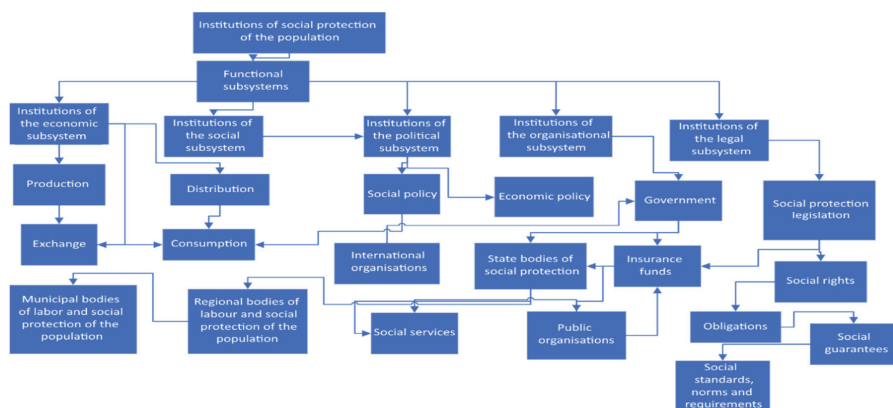 Institutions of social protection
of the population
Functional
subsystems
Institutions of
the economic
subsystem
Institutions of
the social
subsystem
Institutions of
the political
subsystem
Institutions of
the organisational
subsystem
Institutions of
the legal
subsystem
Production
Distribution
Social policy
Economic policy
Government
Social protection
legislation
Exchange
Consumption
International
organisations
State bodies of
social protection
Insurance
funds
Social rights
Municipal bodies
of labor and social
protection of the
population
Regional bodies of
labour and social
protection of the
population
Social services
Public
organisations
Obligations
Social
guarantees
Social
standards,
norms and
requirements